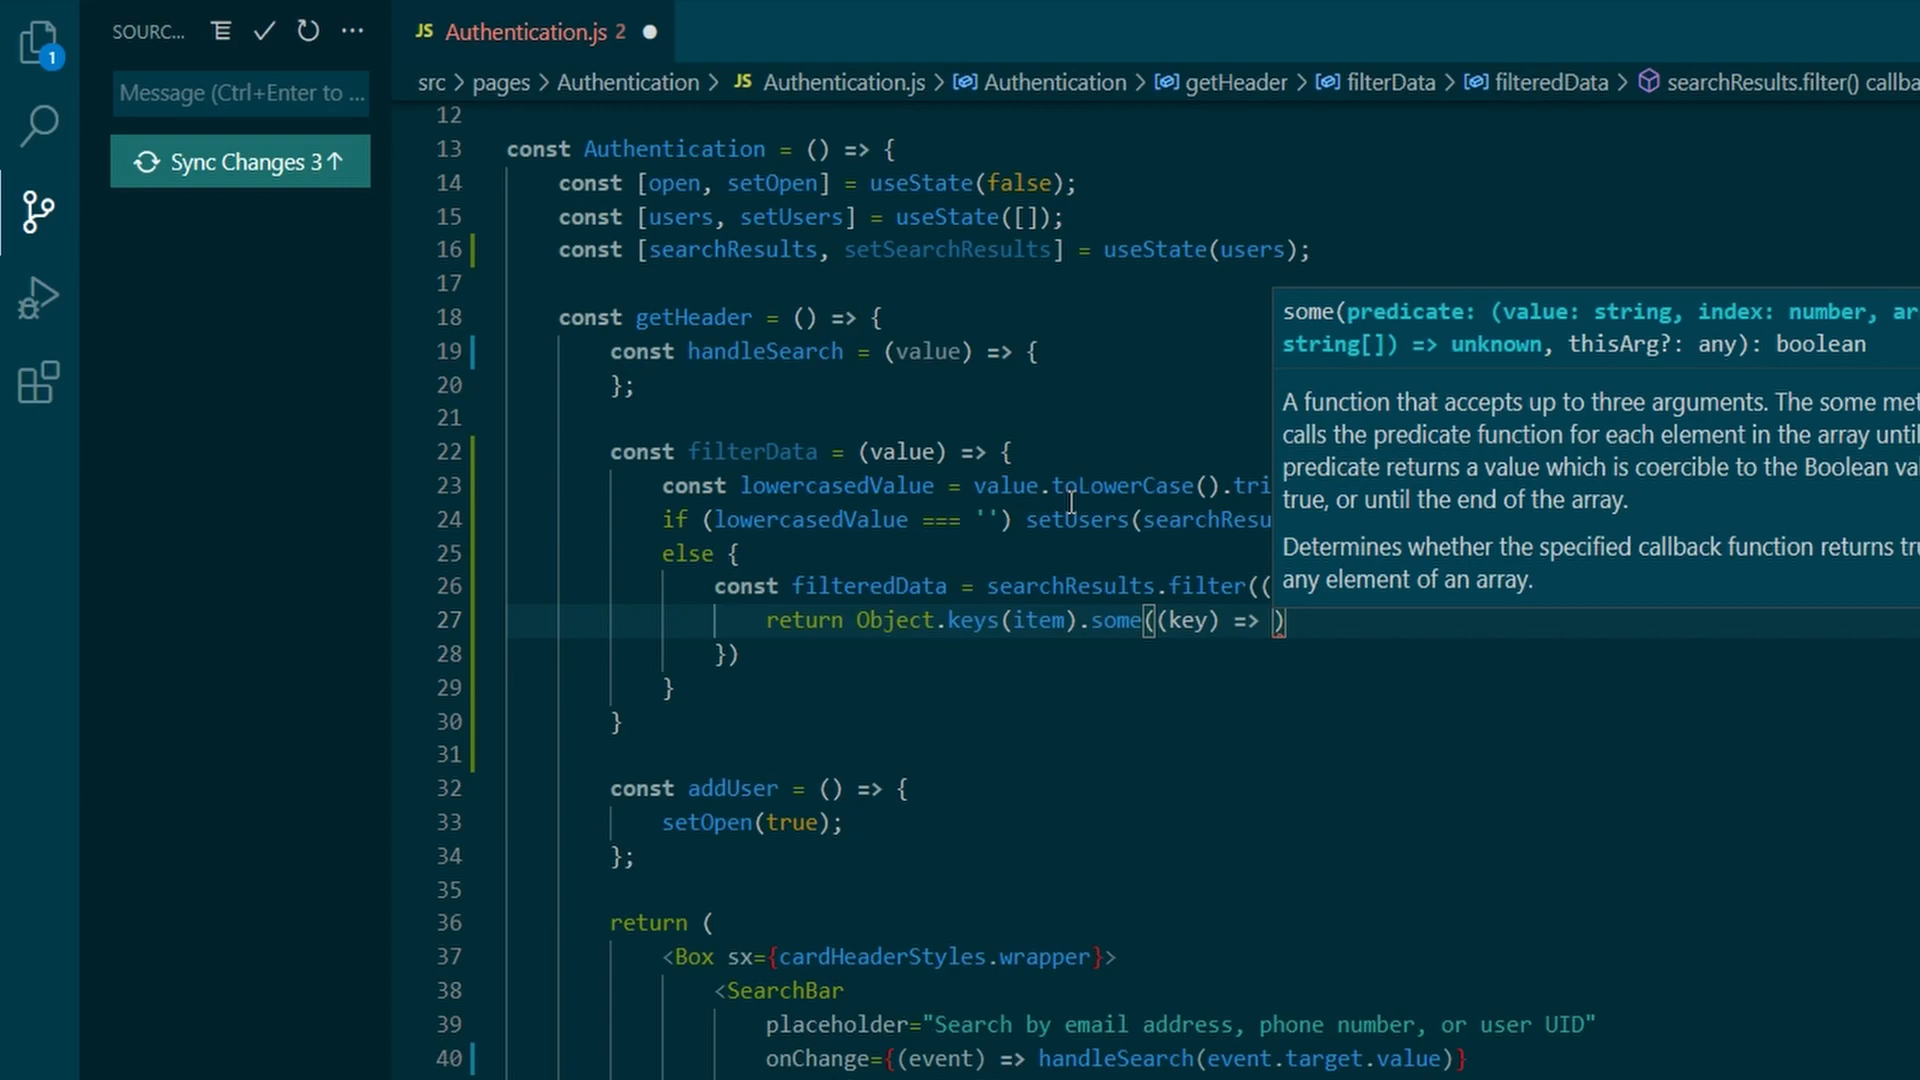 SOURC...
JS Authentication.js 2
1
src > pages > Authentication > JS Authentication.js > Authentication > getHeader > filterData > filteredData > searchResults.filter() callba
Message (Ctrl+Enter to ...
Sync Changes 3↑
12
13 const Authentication = () => {
14 const [open, setOpen] = useState(false);
15 const [users, setUsers] = useState([]);
16 const [searchResults, setSearchResults] = useState(users);
17
18 const getHeader = () => {
19 const handleSearch = (value) => {
20 };
21
22 const filterData = (value) => {
23 const lowercasedValue = value.toLowerCase().tri
24 if (lowercasedValue === '') setUsers(searchResu
25 else {
26 const filteredData = searchResults.filter((
27 return Object.keys(item).some((key) => )
28 })
29 }
30 }
31
32 const addUser = () => {
33 setOpen(true);
34 };
35
36 return (
37 <Box sx={cardHeaderStyles.wrapper}>
38 <SearchBar
39 placeholder="Search by email address, phone number, or user UID"
40 onChange={(event) => handleSearch(event.target.value)}
some(predicate: (value: string, index: number, ar
string[]) => unknown, thisArg?: any): boolean
A function that accepts up to three arguments. The some met
calls the predicate function for each element in the array until
predicate returns a value which is coercible to the Boolean val
true, or until the end of the array.
Determines whether the specified callback function returns tru
any element of an array.